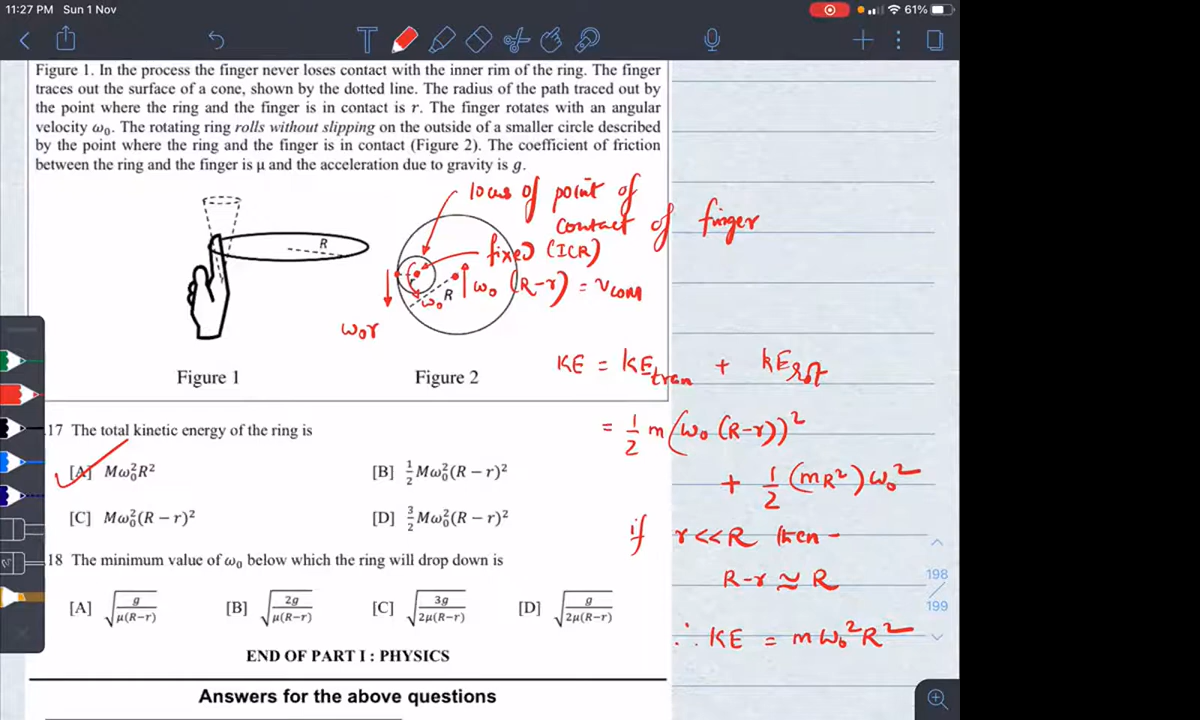 11:27 PM Sun 1 Nov 61%
Figure 1. In the process the finger never loses contact with the inner rim of the ring. The finger
traces out the surface of a cone, shown by the dotted line. The radius of the path traced out by
the point where the ring and the finger is in contact is r. The finger rotates with an angular
velocity ω₀. The rotating ring rolls without slipping on the outside of a smaller circle described
by the point where the ring and the finger is in contact (Figure 2). The coefficient of friction
between the ring and the finger is μ and the acceleration due to gravity is g.
locus of point of
contact of finger
fixed (ICR)
R
r
ω₀
R
ω₀ (R-r) = vcom
ω₀r
Figure 1
Figure 2
KE = KEtran + KErot
= 1/2 m(ω₀(R-r))²
+ 1/2 (mR²)ω₀²
if r<<R then -
R-r ≈ R
∴ KE = mω₀²R²
.17 The total kinetic energy of the ring is
[A] Mω₀²R² [B] 1/2 Mω₀²(R − r)²
[C] Mω₀²(R − r)² [D] 3/2 Mω₀²(R − r)²
.18 The minimum value of ω₀ below which the ring will drop down is
[A] √(g/μ(R−r)) [B] √(2g/μ(R−r)) [C] √(3g/2μ(R−r)) [D] √(g/2μ(R−r))
198
199
END OF PART I : PHYSICS
Answers for the above questions